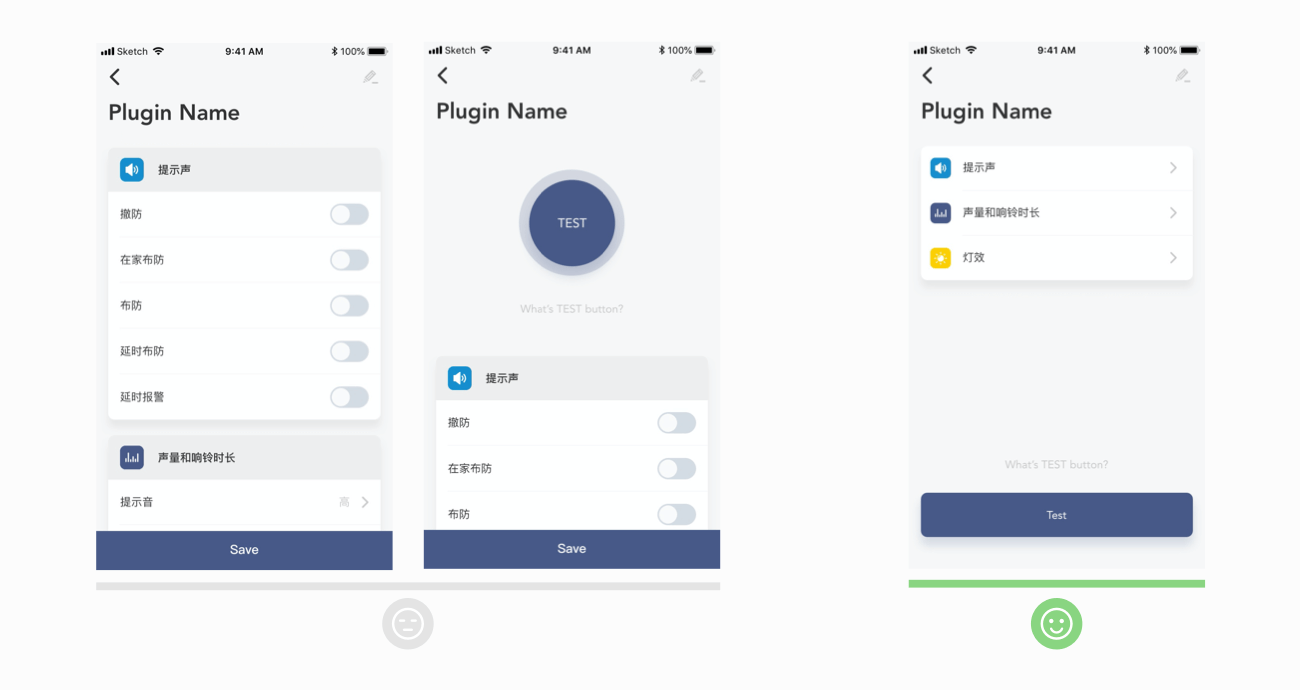 Sketch 9:41 AM 100%
Plugin Name
提示声
撤防
在家布防
布防
延时布防
延时报警
声量和响铃时长
提示音 高
Save
Sketch 9:41 AM 100%
Plugin Name
TEST
What's TEST button?
提示声
撤防
在家布防
布防
Save
Sketch 9:41 AM 100%
Plugin Name
提示声
声量和响铃时长
灯效
What's TEST button?
Test